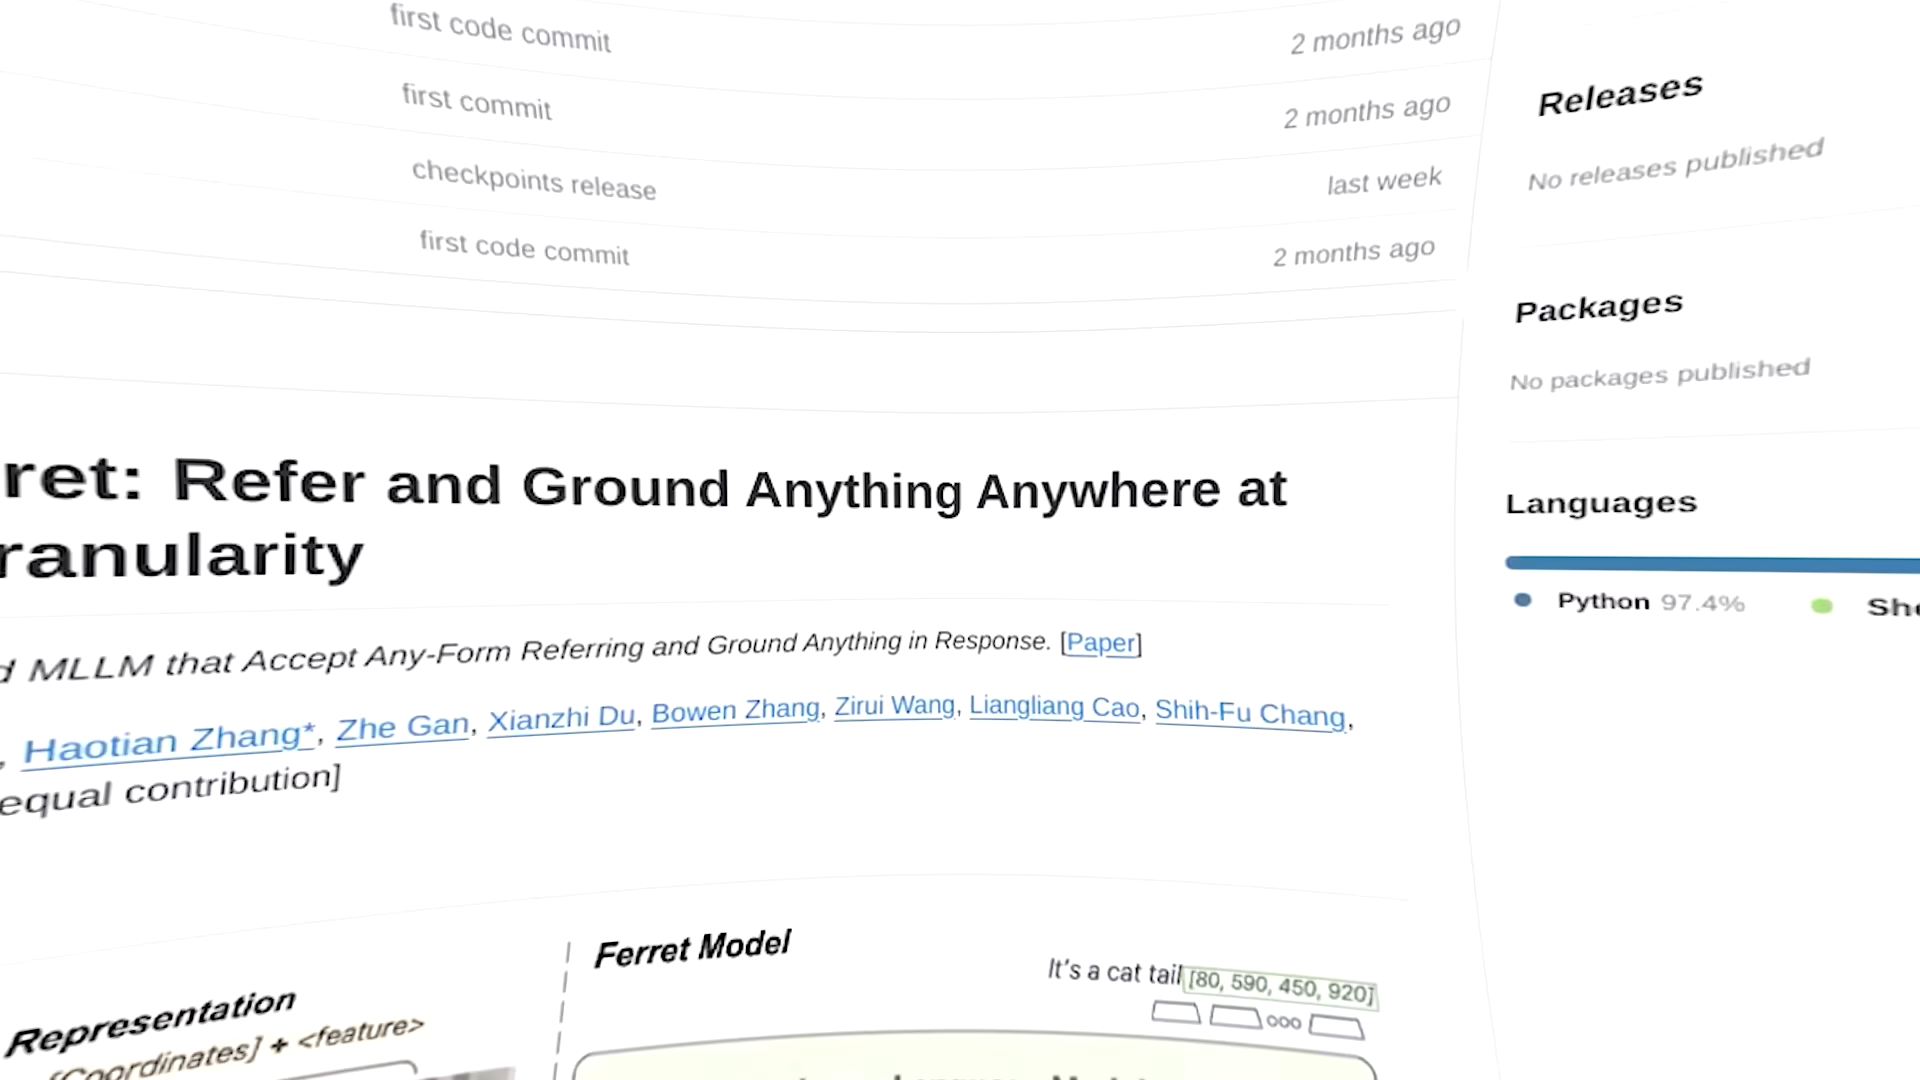 first code commit 2 months ago
first commit 2 months ago
checkpoints release last week
first code commit 2 months ago
Releases
No releases published
Packages
No packages published
Languages
Python 97.4%
ret: Refer and Ground Anything Anywhere at
ranularity
d MLLM that Accept Any-Form Referring and Ground Anything in Response. [Paper]
, Haotian Zhang*, Zhe Gan, Xianzhi Du, Bowen Zhang, Zirui Wang, Liangliang Cao, Shih-Fu Chang,
equal contribution]
Representation
[Coordinates] + <feature>
Ferret Model
It's a cat tail [80, 590, 450, 920]